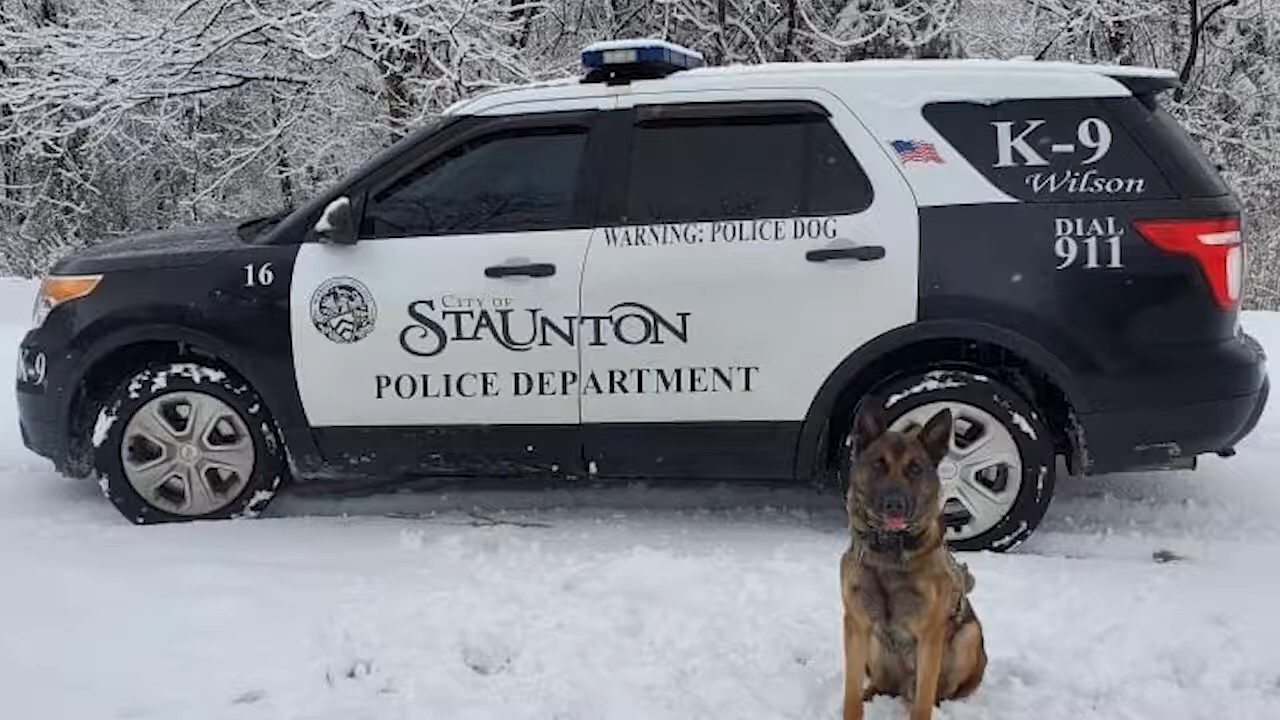 K-9
Wilson
WARNING: POLICE DOG
DIAL
911
16
CITY OF
STAUNTON
POLICE DEPARTMENT
K-9